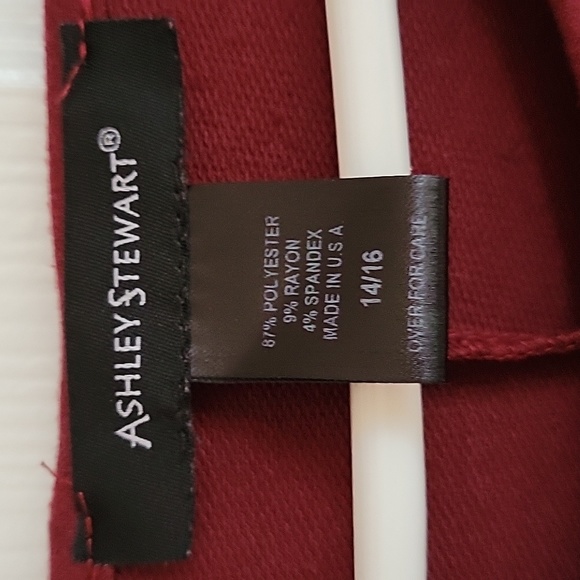 ASHLEY STEWART®
87% POLYESTER
9% RAYON
4% SPANDEX
MADE IN U.S.A
14/16
OVER FOR CARE